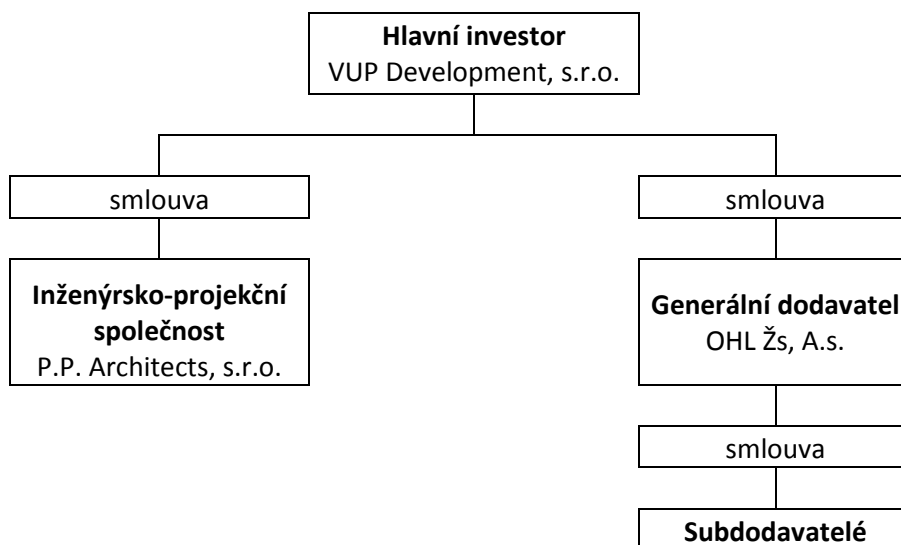 Hlavní investor
VUP Development, s.r.o.
smlouva
smlouva
Inženýrsko-projekční
společnost
P.P. Architects, s.r.o.
Generální dodavatel
OHL Žs, A.s.
smlouva
Subdodavatelé